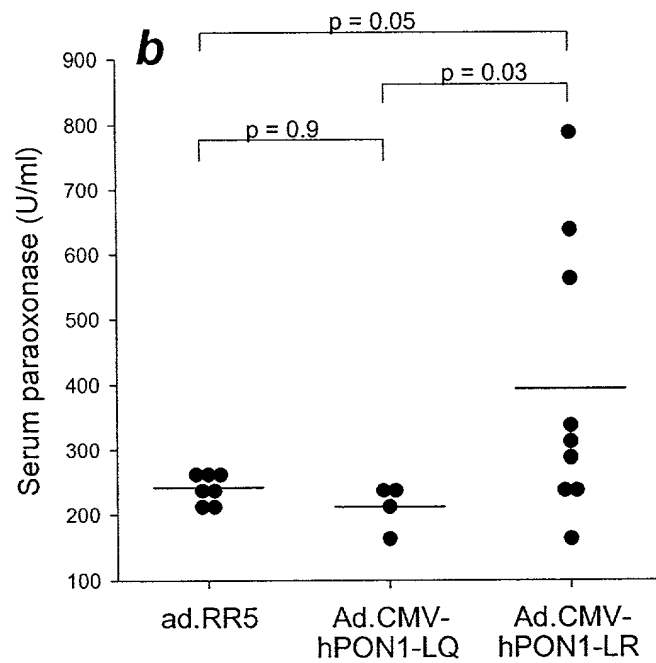 p = 0.05
b
p = 0.03
p = 0.9
Serum paraoxonase (U/ml)
900
800
700
600
500
400
300
200
100
ad.RR5
Ad.CMV-
hPON1-LQ
Ad.CMV-
hPON1-LR